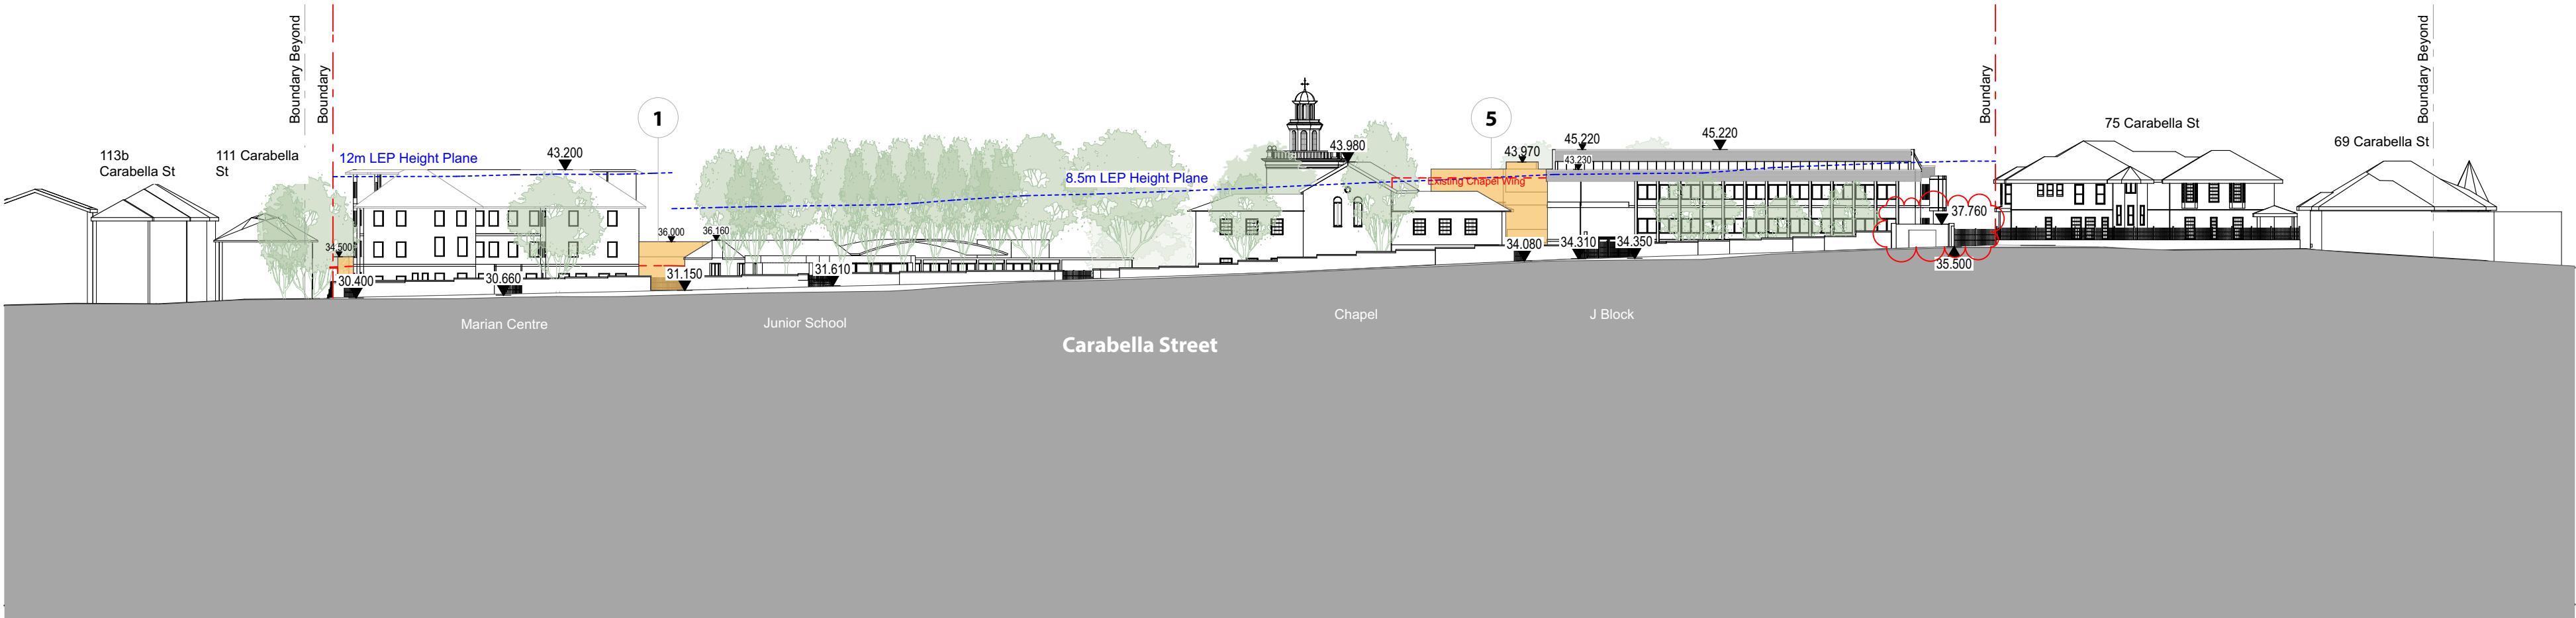 Boundary Beyond
Boundary
Boundary
Boundary Beyond
1
5
113b
Carabella St
111 Carabella
St
12m LEP Height Plane
43.200
8.5m LEP Height Plane
43.980
Existing Chapel Wing
43.970
45.220
43.230
45.220
75 Carabella St
69 Carabella St
34.500
30.400
30.660
36.000
36.160
31.150
31.610
34.080
34.310
34.350
37.760
35.500
Marian Centre
Junior School
Chapel
J Block
Carabella Street